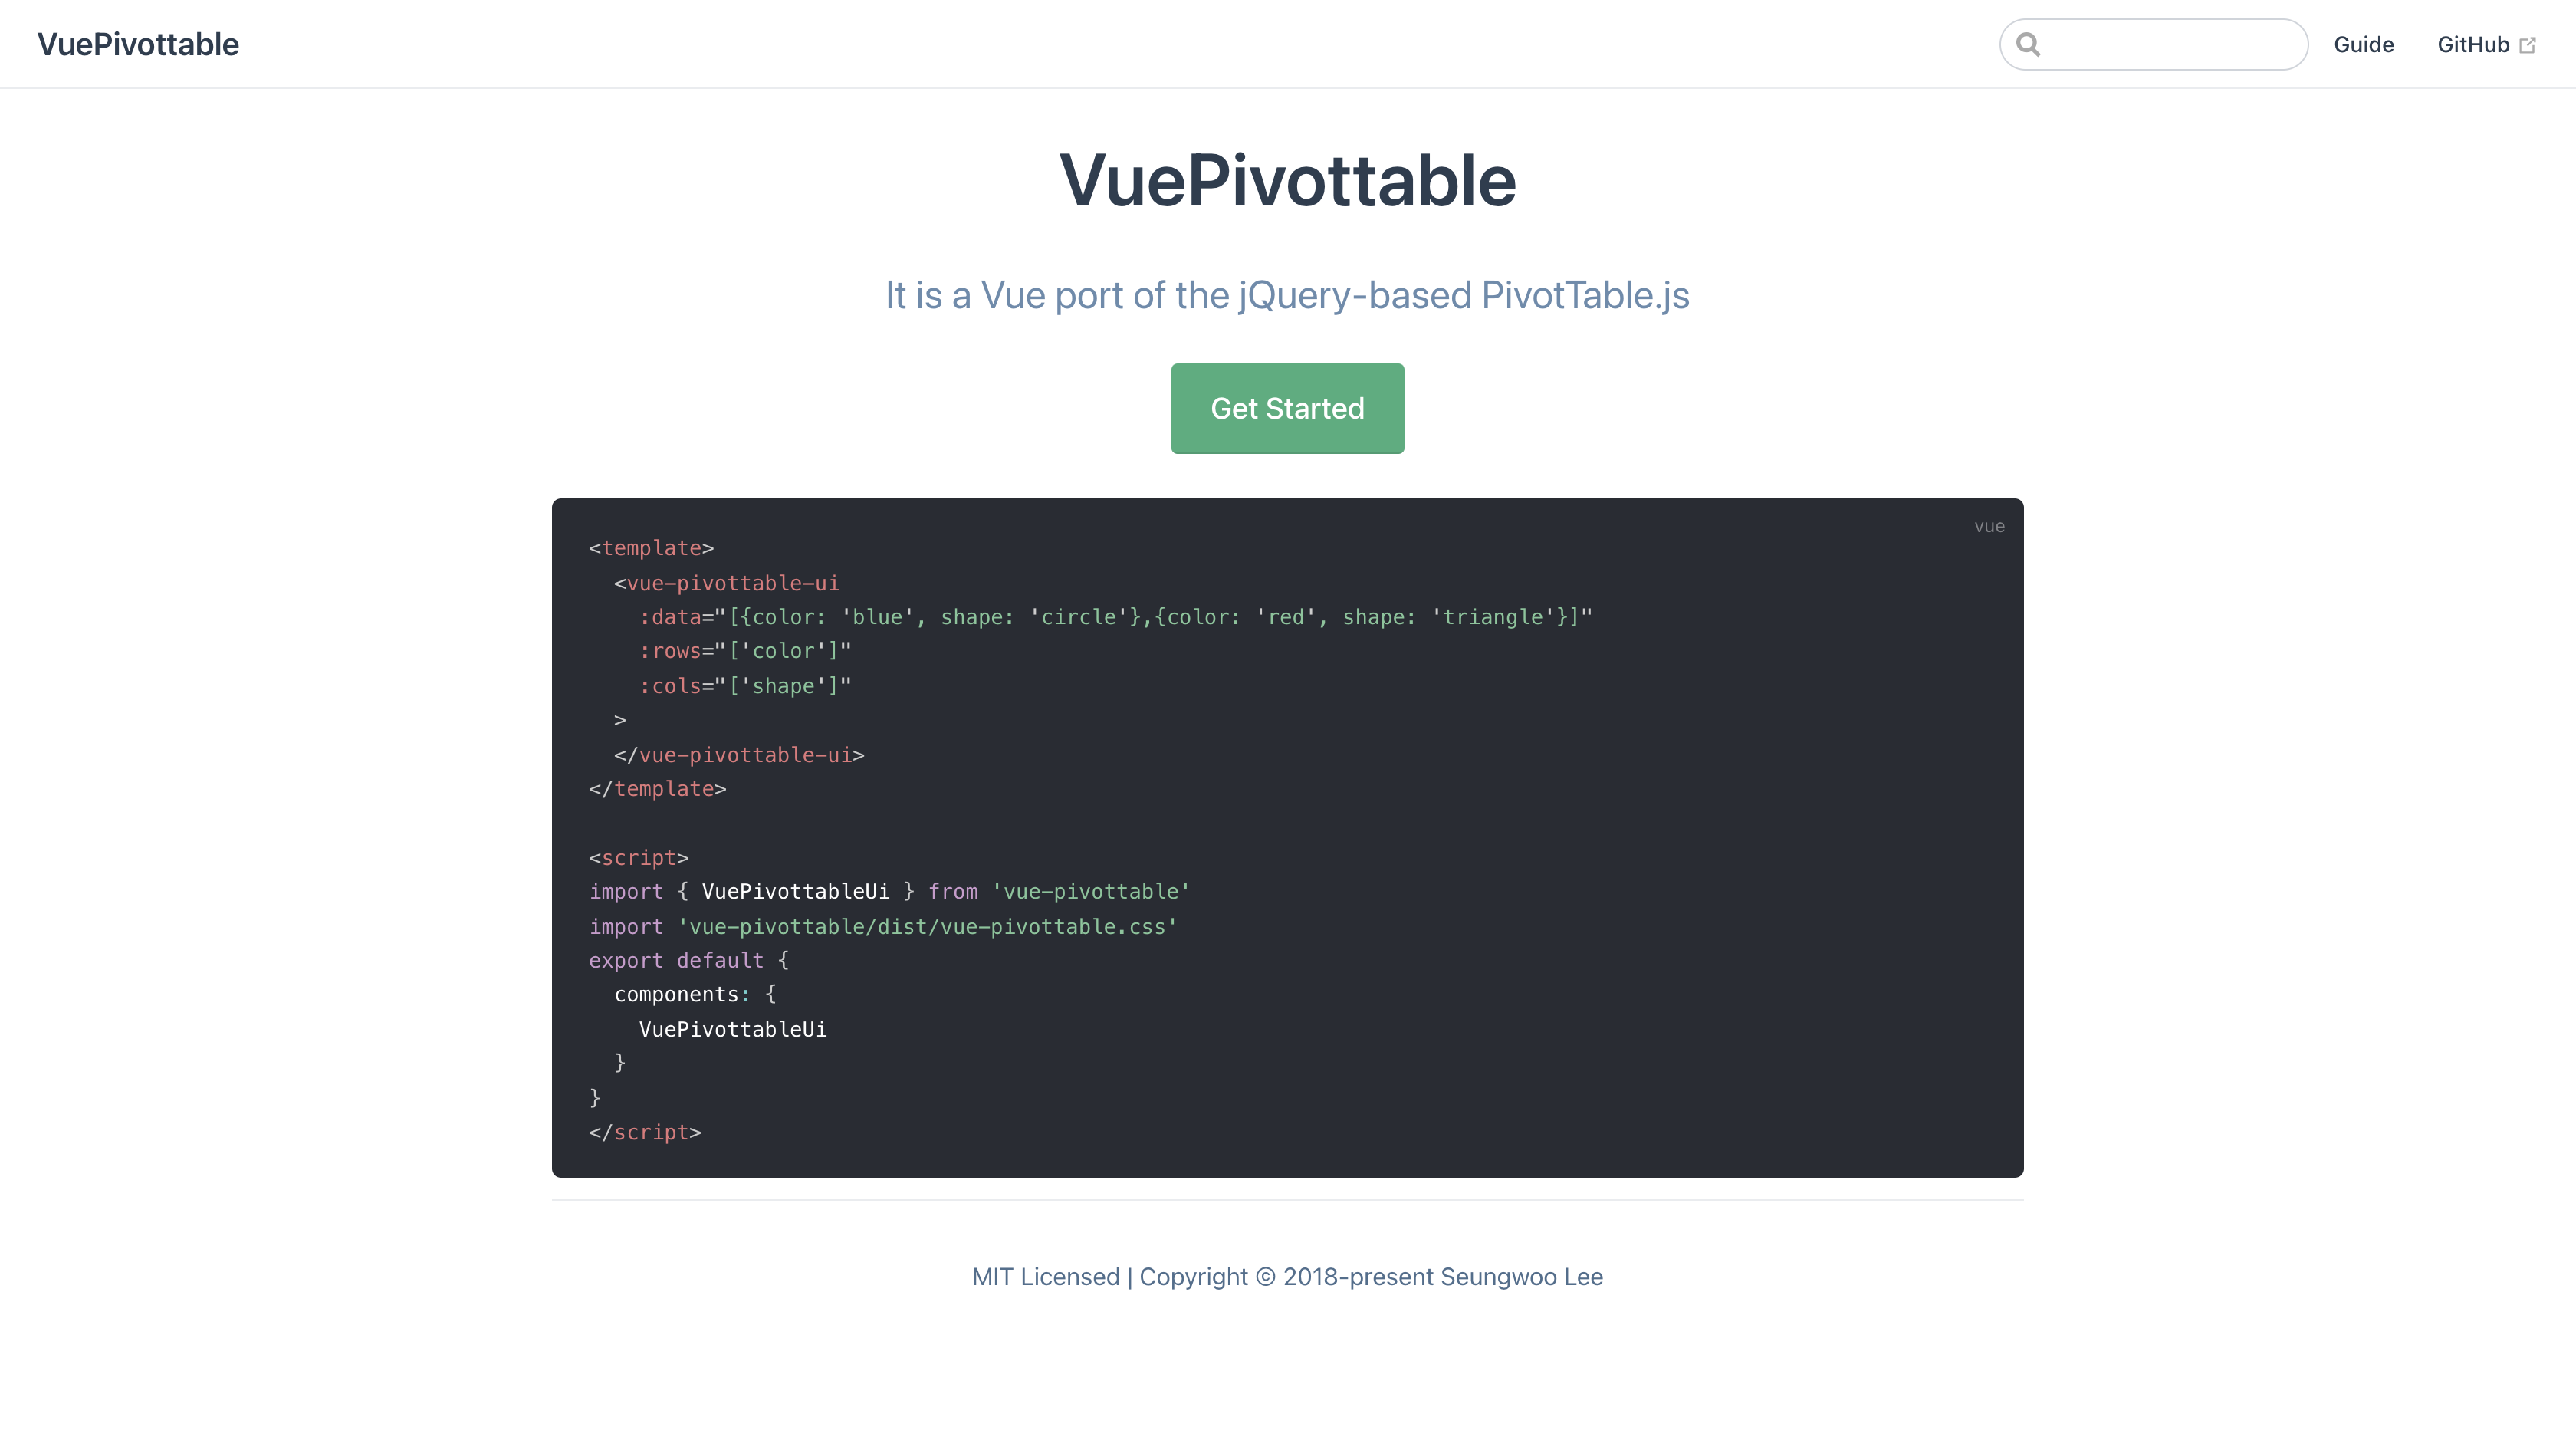 VuePivottable
Guide
GitHub
VuePivottable
It is a Vue port of the jQuery-based PivotTable.js
Get Started
vue
<template>
  <vue-pivottable-ui
    :data="[{color: 'blue', shape: 'circle'},{color: 'red', shape: 'triangle'}]"
    :rows="['color']"
    :cols="['shape']"
  >
  </vue-pivottable-ui>
</template>

<script>
import { VuePivottableUi } from 'vue-pivottable'
import 'vue-pivottable/dist/vue-pivottable.css'
export default {
  components: {
    VuePivottableUi
  }
}
</script>
MIT Licensed | Copyright © 2018-present Seungwoo Lee